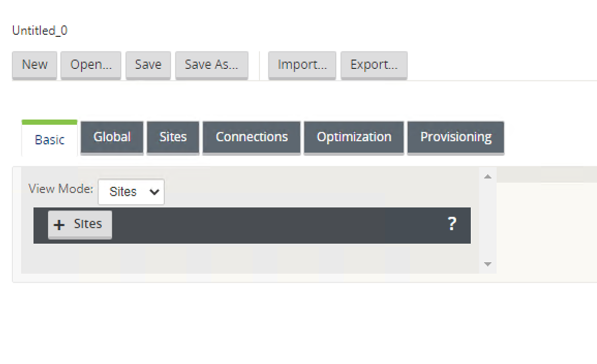 Untitled_0
New Open... Save Save As... Import... Export...
Basic Global Sites Connections Optimization Provisioning
View Mode: Sites
+ Sites ?